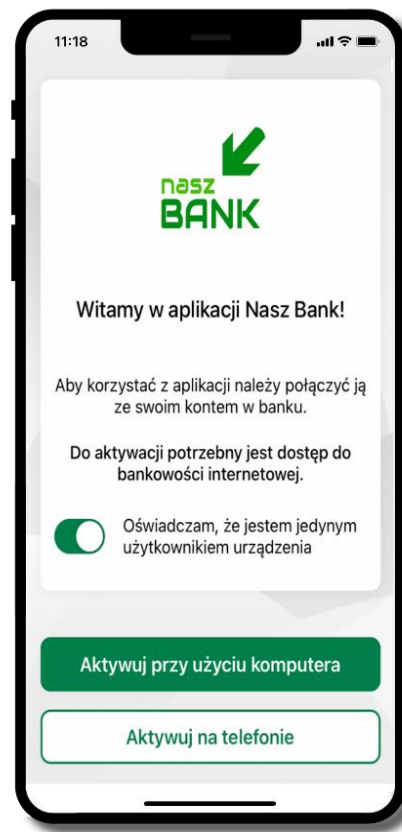 11:18
nasz
BANK
Witamy w aplikacji Nasz Bank!
Aby korzystać z aplikacji należy połączyć ją
ze swoim kontem w banku.
Do aktywacji potrzebny jest dostęp do
bankowości internetowej.
Oświadczam, że jestem jedynym
użytkownikiem urządzenia
Aktywuj przy użyciu komputera
Aktywuj na telefonie